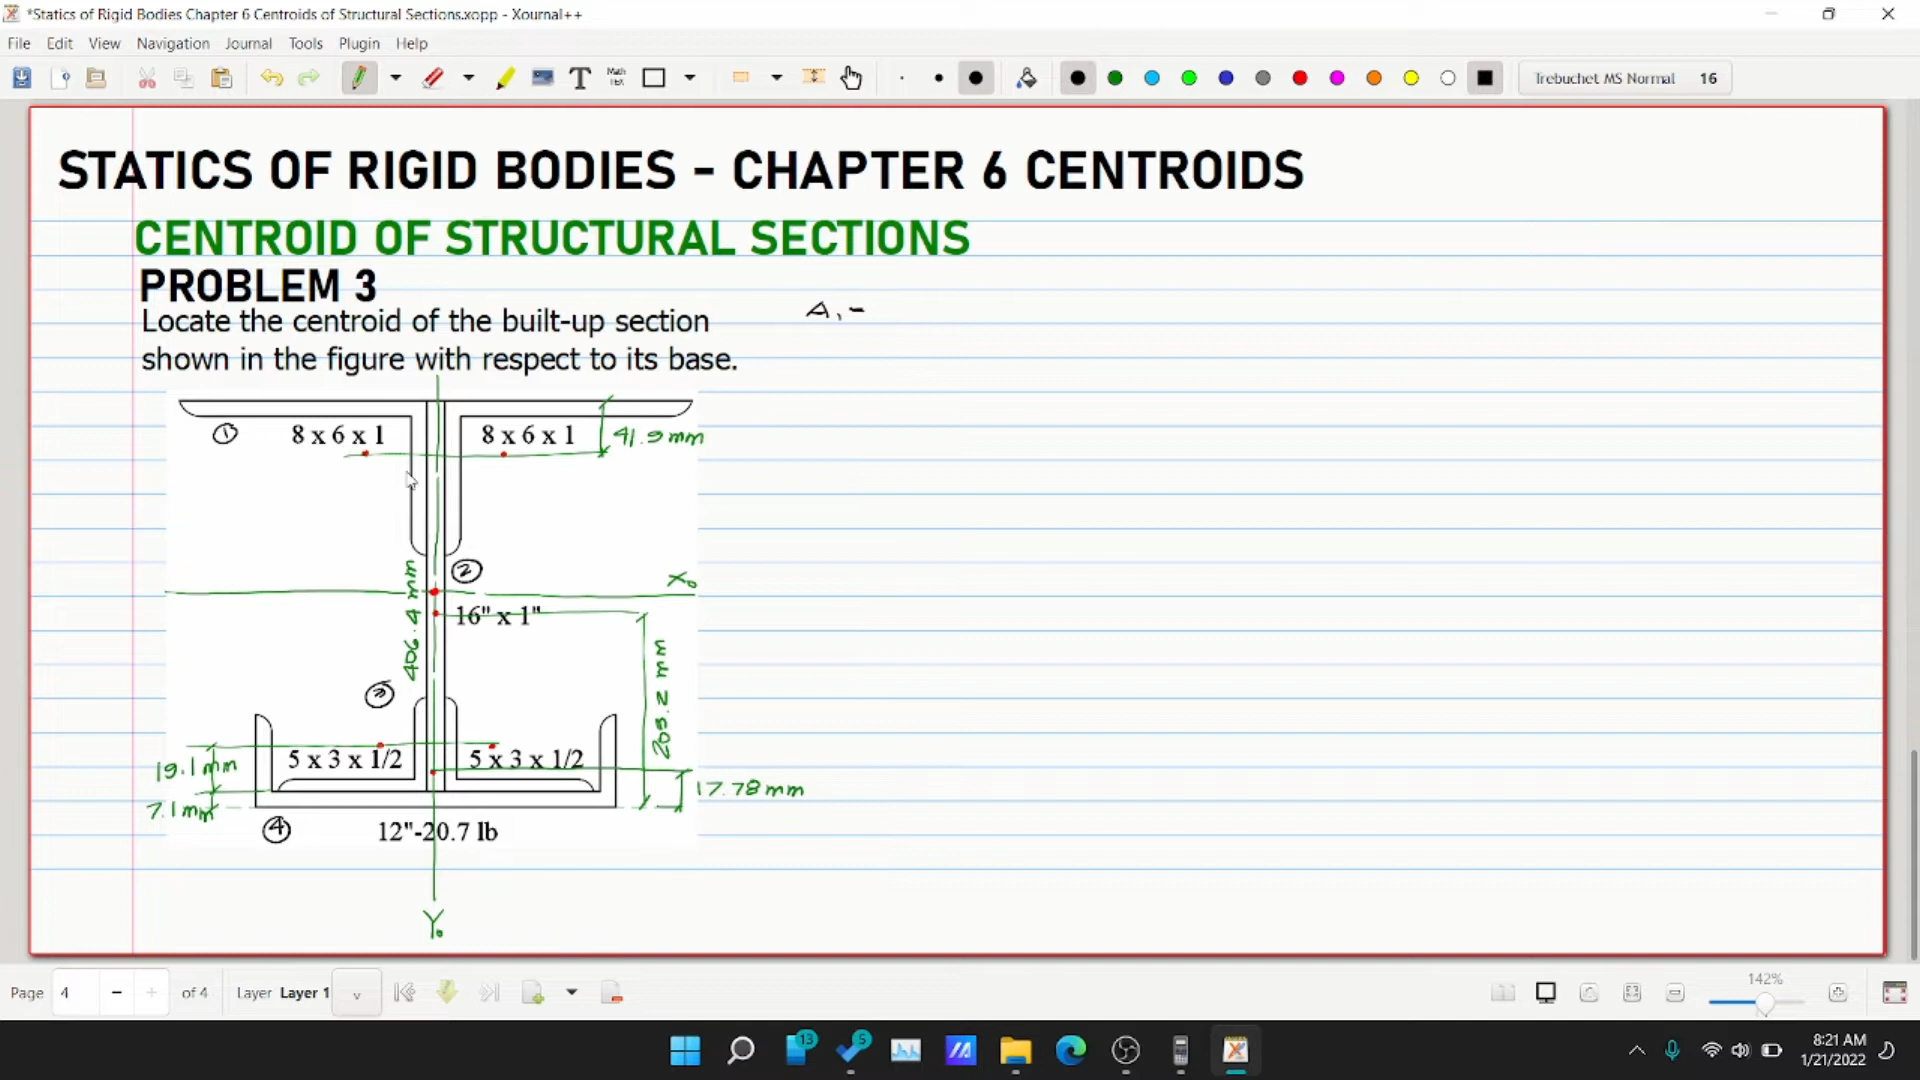 *Statics of Rigid Bodies Chapter 6 Centroids of Structural Sections.xopp - Xournal++
File Edit View Navigation Journal Tools Plugin Help
T Math TEX Trebuchet MS Normal 16
STATICS OF RIGID BODIES - CHAPTER 6 CENTROIDS
CENTROID OF STRUCTURAL SECTIONS
PROBLEM 3
Locate the centroid of the built-up section
shown in the figure with respect to its base.
A₁ =
① 8 x 6 x 1 8 x 6 x 1 41.9 mm
②
X₀
406.4 mm
16" x 1"
203.2 mm
③
5 x 3 x 1/2 5 x 3 x 1/2
19.1 mm
17.78 mm
7.1 mm
④ 12"-20.7 lb
Y₀
Page 4 of 4 Layer Layer 1 142%
13 5
8:21 AM
1/21/2022